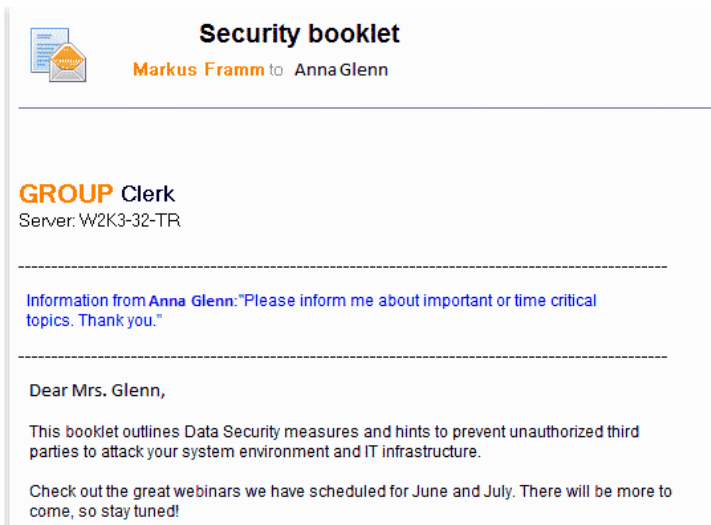 Security booklet
Markus Framm to Anna Glenn
GROUP Clerk
Server: W2K3-32-TR
--------------------------------------------------------------------------------------------------
Information from Anna Glenn:"Please inform me about important or time critical
topics. Thank you."
--------------------------------------------------------------------------------------------------
Dear Mrs. Glenn,
This booklet outlines Data Security measures and hints to prevent unauthorized third
parties to attack your system environment and IT infrastructure.
Check out the great webinars we have scheduled for June and July. There will be more to
come, so stay tuned!